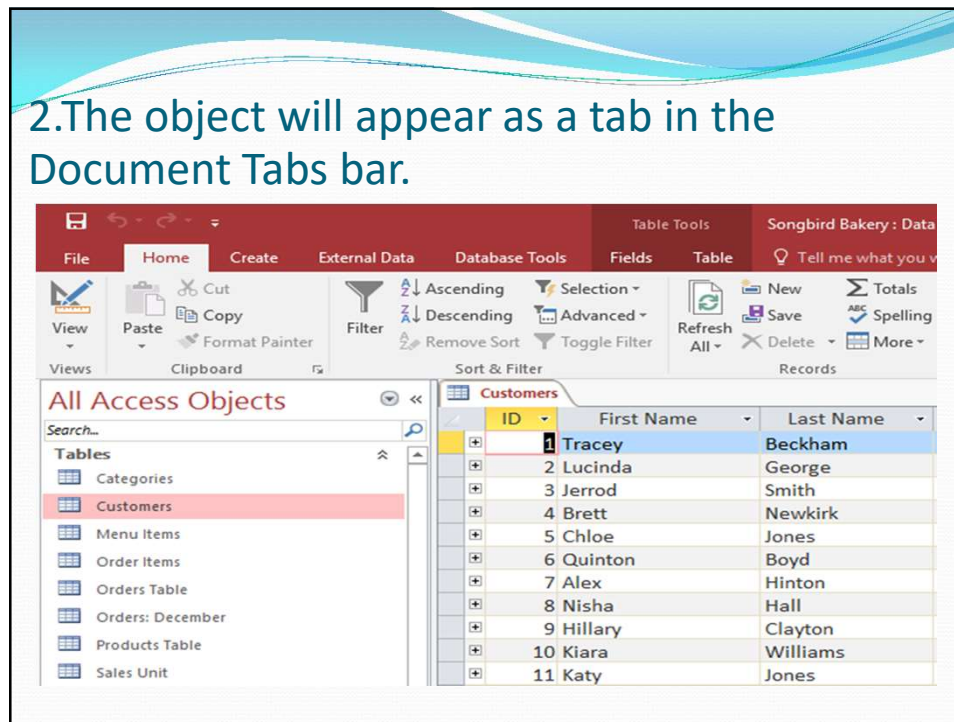 2.The object will appear as a tab in the
Document Tabs bar.
Table Tools Songbird Bakery : Data
File Home Create External Data Database Tools Fields Table Tell me what you
Cut Ascending Selection New Totals
Copy Descending Advanced Save Spelling
View Paste Format Painter Filter Remove Sort Toggle Filter Refresh All Delete More
Views Clipboard Sort & Filter Records
All Access Objects Customers
Search... ID First Name Last Name
Tables 1 Tracey Beckham
Categories 2 Lucinda George
Customers 3 Jerrod Smith
Menu Items 4 Brett Newkirk
Order Items 5 Chloe Jones
Orders Table 6 Quinton Boyd
Orders: December 7 Alex Hinton
Products Table 8 Nisha Hall
Sales Unit 9 Hillary Clayton
10 Kiara Williams
11 Katy Jones